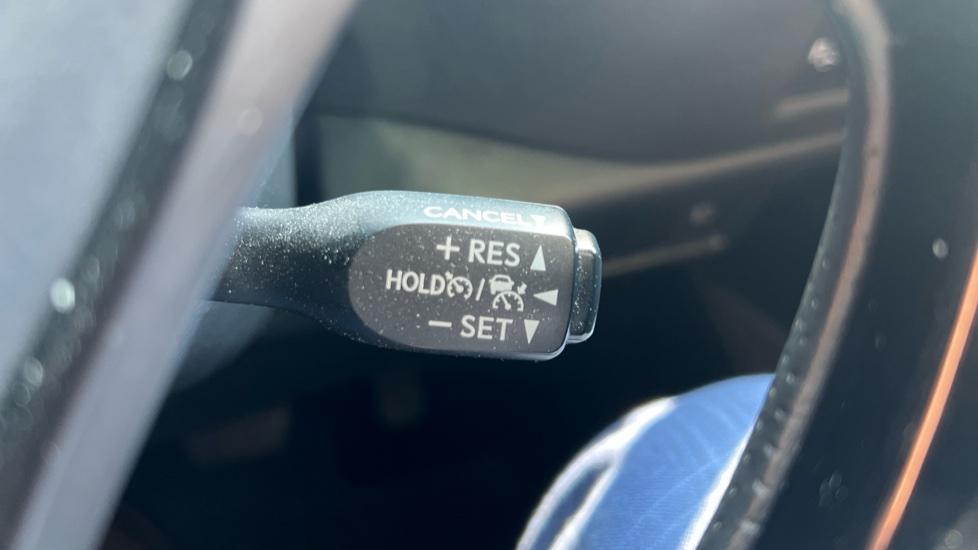 CANCEL
+ RES
HOLD /
− SET